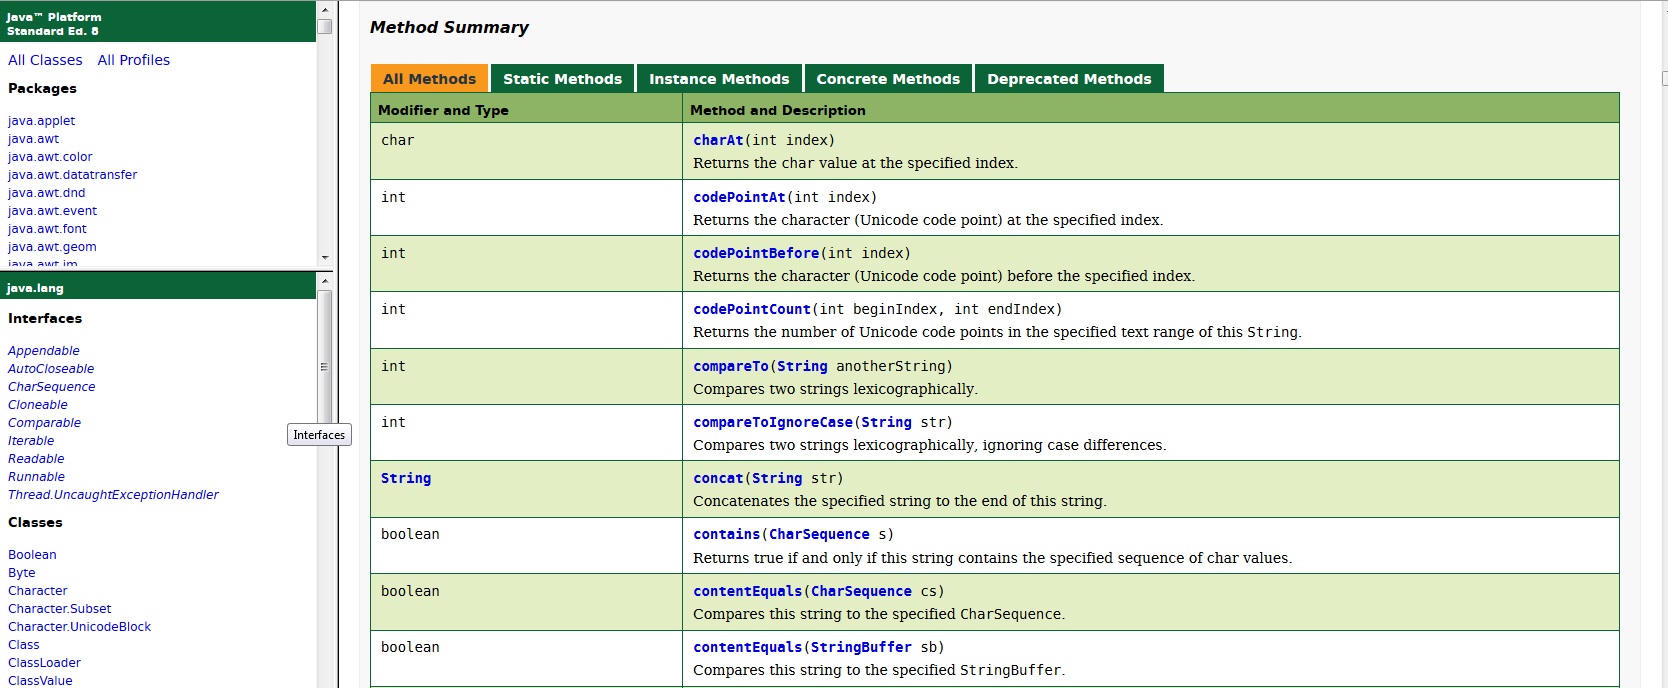 Java™ Platform
Standard Ed. 8
All Classes All Profiles
Packages
java.applet
java.awt
java.awt.color
java.awt.datatransfer
java.awt.dnd
java.awt.event
java.awt.font
java.awt.geom
java.awt.im
java.lang
Interfaces
Appendable
AutoCloseable
CharSequence
Cloneable
Comparable
Iterable
Readable
Runnable
Thread.UncaughtExceptionHandler
Classes
Boolean
Byte
Character
Character.Subset
Character.UnicodeBlock
Class
ClassLoader
ClassValue
Interfaces
Method Summary
All Methods Static Methods Instance Methods Concrete Methods Deprecated Methods
Modifier and Type Method and Description
char charAt(int index)
Returns the char value at the specified index.
int codePointAt(int index)
Returns the character (Unicode code point) at the specified index.
int codePointBefore(int index)
Returns the character (Unicode code point) before the specified index.
int codePointCount(int beginIndex, int endIndex)
Returns the number of Unicode code points in the specified text range of this String.
int compareTo(String anotherString)
Compares two strings lexicographically.
int compareToIgnoreCase(String str)
Compares two strings lexicographically, ignoring case differences.
String concat(String str)
Concatenates the specified string to the end of this string.
boolean contains(CharSequence s)
Returns true if and only if this string contains the specified sequence of char values.
boolean contentEquals(CharSequence cs)
Compares this string to the specified CharSequence.
boolean contentEquals(StringBuffer sb)
Compares this string to the specified StringBuffer.